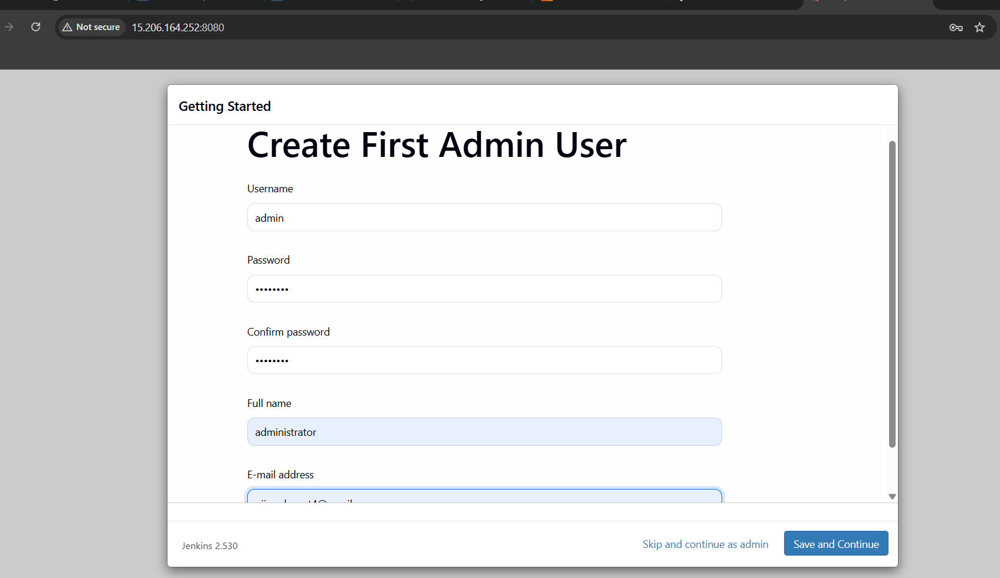 Not secure
15.206.164.252:8080
Getting Started
Create First Admin User
Username
admin
Password
••••••••
Confirm password
••••••••
Full name
administrator
E-mail address
Jenkins 2.530
Skip and continue as admin
Save and Continue